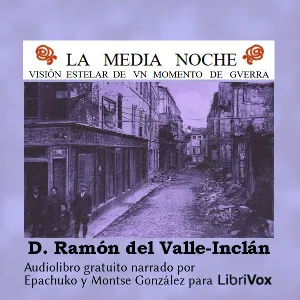 LA MEDIA NOCHE
VISIÓN ESTELAR DE VN MOMENTO DE GVERRA
D. Ramón del Valle-Inclán
Audiolibro gratuito narrado por
Epachuko y Montse González para LibriVox